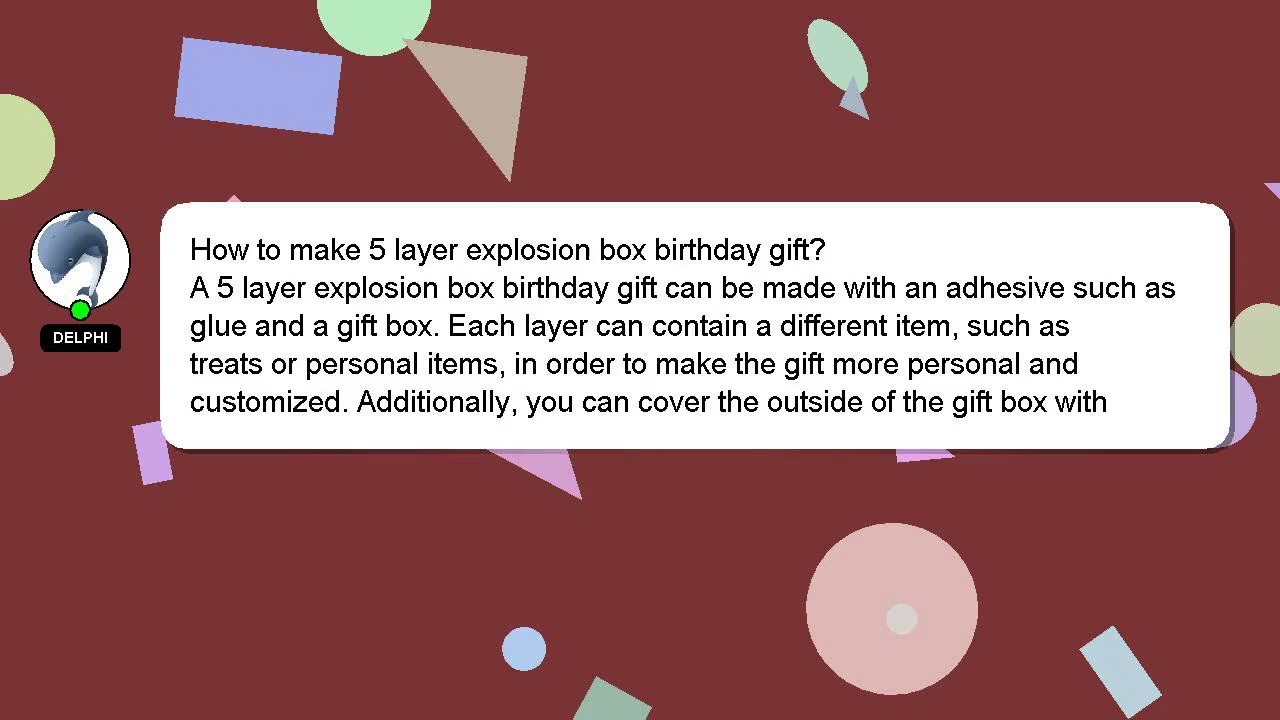 How to make 5 layer explosion box birthday gift?
A 5 layer explosion box birthday gift can be made with an adhesive such as
glue and a gift box. Each layer can contain a different item, such as
treats or personal items, in order to make the gift more personal and
customized. Additionally, you can cover the outside of the gift box with
DELPHI